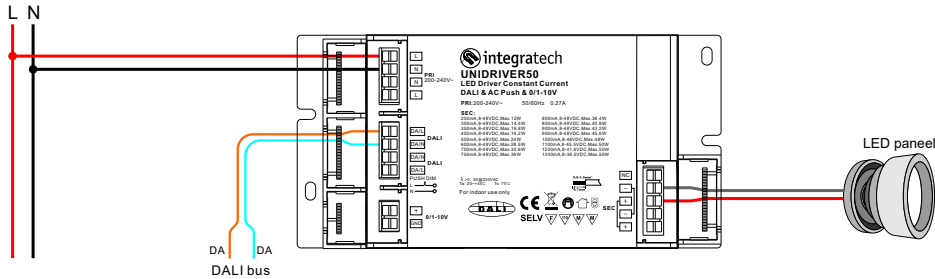 L N
integratech
UNIDRIVER50
LED Driver Constant Current
DALI & AC Push & 0/1-10V
PRI:200-240V~ 50/60Hz 0.27A
SEC:
250mA,8-48VDC,Max.12W 800mA,8-48VDC,Max.38.4W
300mA,8-48VDC,Max.14.4W 850mA,8-48VDC,Max.40.8W
350mA,8-48VDC,Max.16.8W 900mA,8-48VDC,Max.43.2W
400mA,8-48VDC,Max.19.2W 950mA,8-48VDC,Max.45.6W
500mA,8-48VDC,Max.24W
600mA,8-48VDC,Max.28.5W 1100mA,8-45.5VDC,Max.50W
700mA,8-48VDC,Max.33.6W 1200mA,8-41.6VDC,Max.50W
750mA,8-48VDC,Max.36W 1300mA,8-38.5VDC,Max.50W
L
N
PRI
200-240V~
N
L
DA/L
DALI
DA/N
DA/N
DALI
DA/L
PUSH DIM
L
N
+
0/1-10V
GND
For indoor use only
DALI
CE
SELV
F
M
M
NC
–
+
SEC
–
+
LED paneel
DA DA
DALI bus